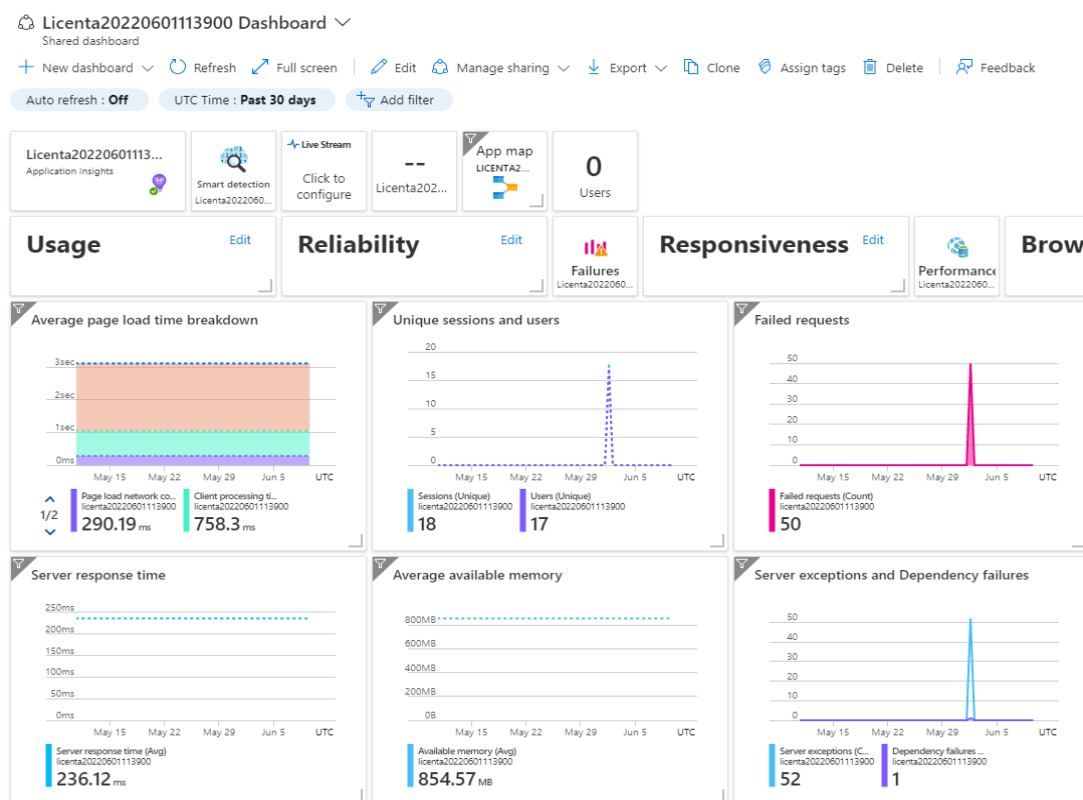 Licenta20220601113900 Dashboard
Shared dashboard
New dashboard Refresh Full screen Edit Manage sharing Export Clone Assign tags Delete Feedback
Auto refresh : Off UTC Time : Past 30 days Add filter
Licenta20220601113...
Application Insights
Smart detection
Licenta2022060...
Live Stream
Click to
configure
--
Licenta202...
App map
LICENTA2...
0
Users
Usage Edit
Reliability Edit
Failures
Licenta2022060...
Responsiveness Edit
Performance
Licenta2022060...
Brow
Average page load time breakdown
3sec
2sec
1sec
0ms
May 15 May 22 May 29 Jun 5 UTC
1/2
Page load network co...
licenta20220601113900
290.19 ms
Client processing ti...
licenta20220601113900
758.3 ms
Unique sessions and users
20
15
10
5
0
May 15 May 22 May 29 Jun 5 UTC
Sessions (Unique)
licenta20220601113900
18
Users (Unique)
licenta20220601113900
17
Failed requests
50
40
30
20
10
0
May 15 May 22 May 29 Jun 5 UTC
Failed requests (Count)
licenta20220601113900
50
Server response time
250ms
200ms
150ms
100ms
50ms
0ms
May 15 May 22 May 29 Jun 5 UTC
Server response time (Avg)
licenta20220601113900
236.12 ms
Average available memory
800MB
600MB
400MB
200MB
0B
May 15 May 22 May 29 Jun 5 UTC
Available memory (Avg)
licenta20220601113900
854.57 MB
Server exceptions and Dependency failures
50
40
30
20
10
0
May 15 May 22 May 29 Jun 5 UTC
Server exceptions (C...
licenta20220601113900
52
Dependency failures ...
licenta20220601113900
1